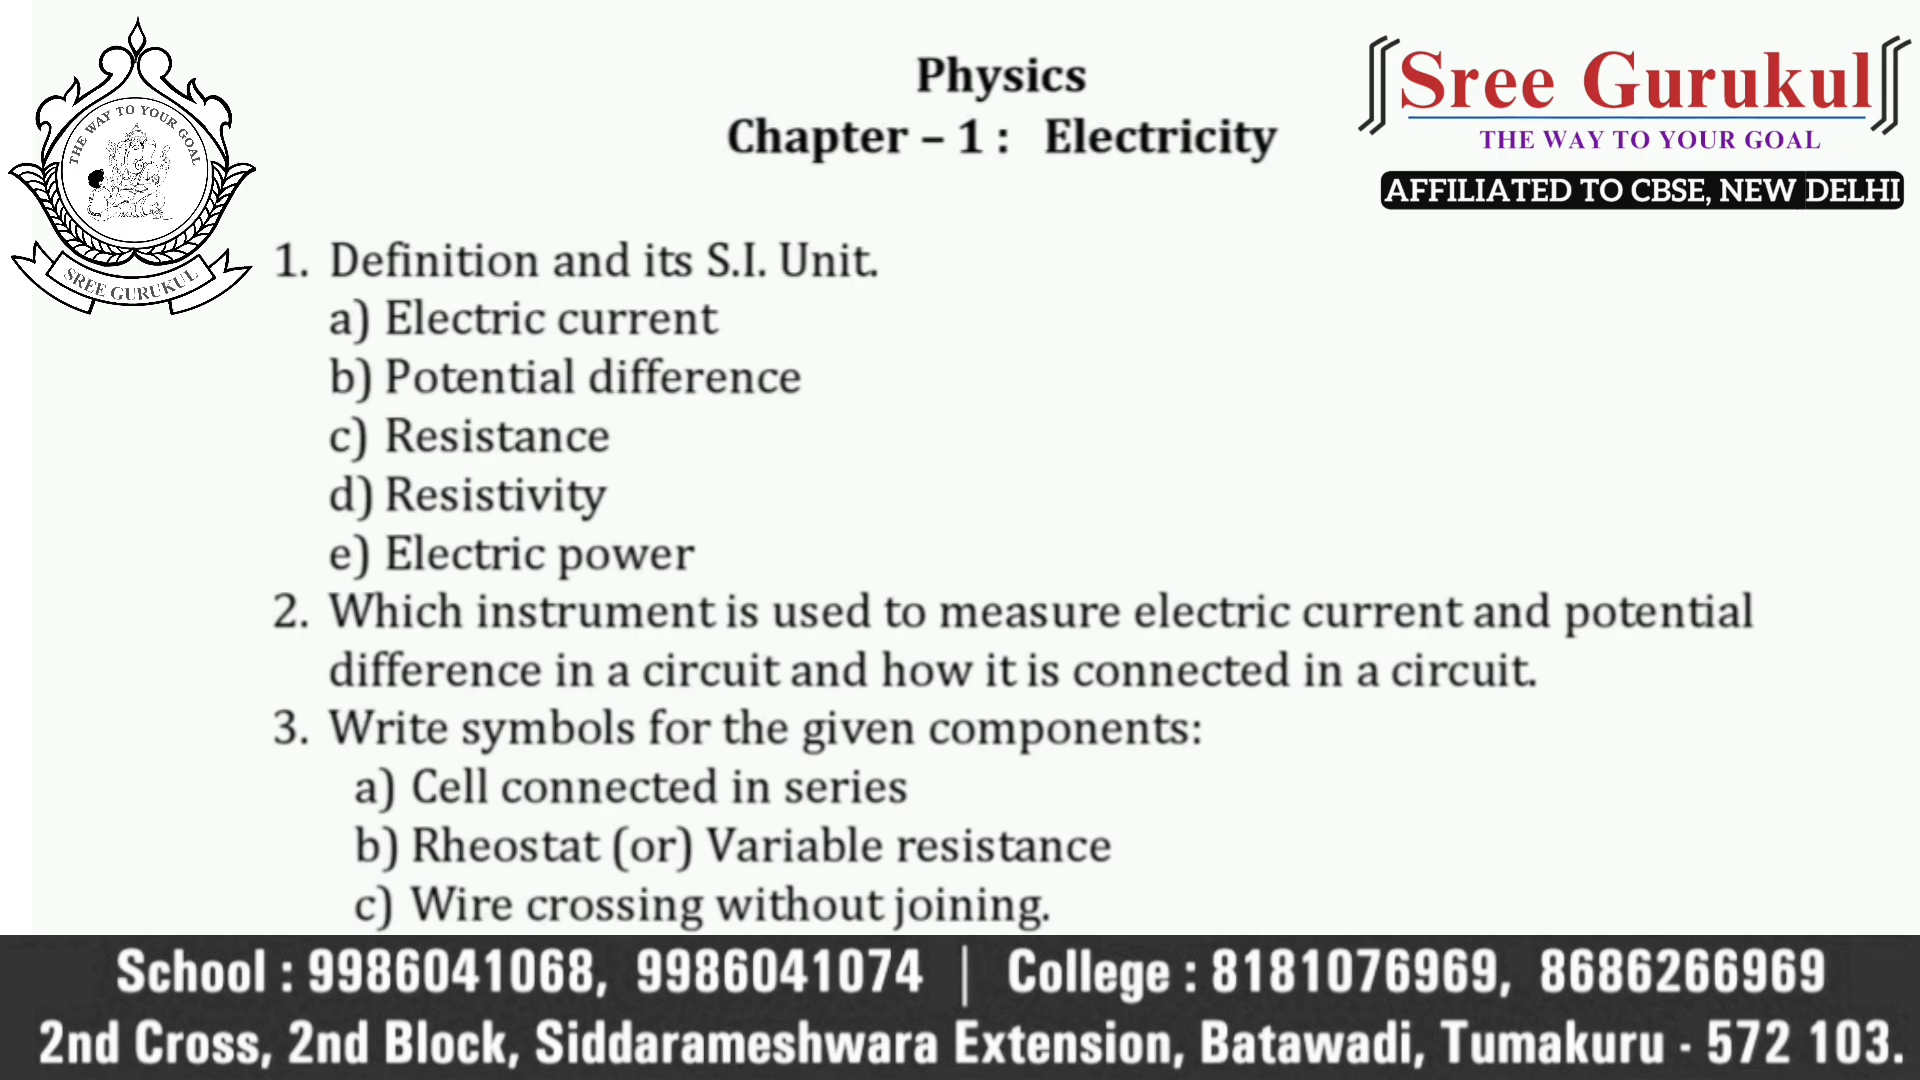 THE WAY TO YOUR GOAL
SREE GURUKUL
Physics
Chapter – 1 : Electricity
Sree Gurukul
THE WAY TO YOUR GOAL
AFFILIATED TO CBSE, NEW DELHI
1. Definition and its S.I. Unit.
a) Electric current
b) Potential difference
c) Resistance
d) Resistivity
e) Electric power
2. Which instrument is used to measure electric current and potential
difference in a circuit and how it is connected in a circuit.
3. Write symbols for the given components:
a) Cell connected in series
b) Rheostat (or) Variable resistance
c) Wire crossing without joining.
School : 9986041068, 9986041074 | College : 8181076969, 8686266969
2nd Cross, 2nd Block, Siddarameshwara Extension, Batawadi, Tumakuru - 572 103.